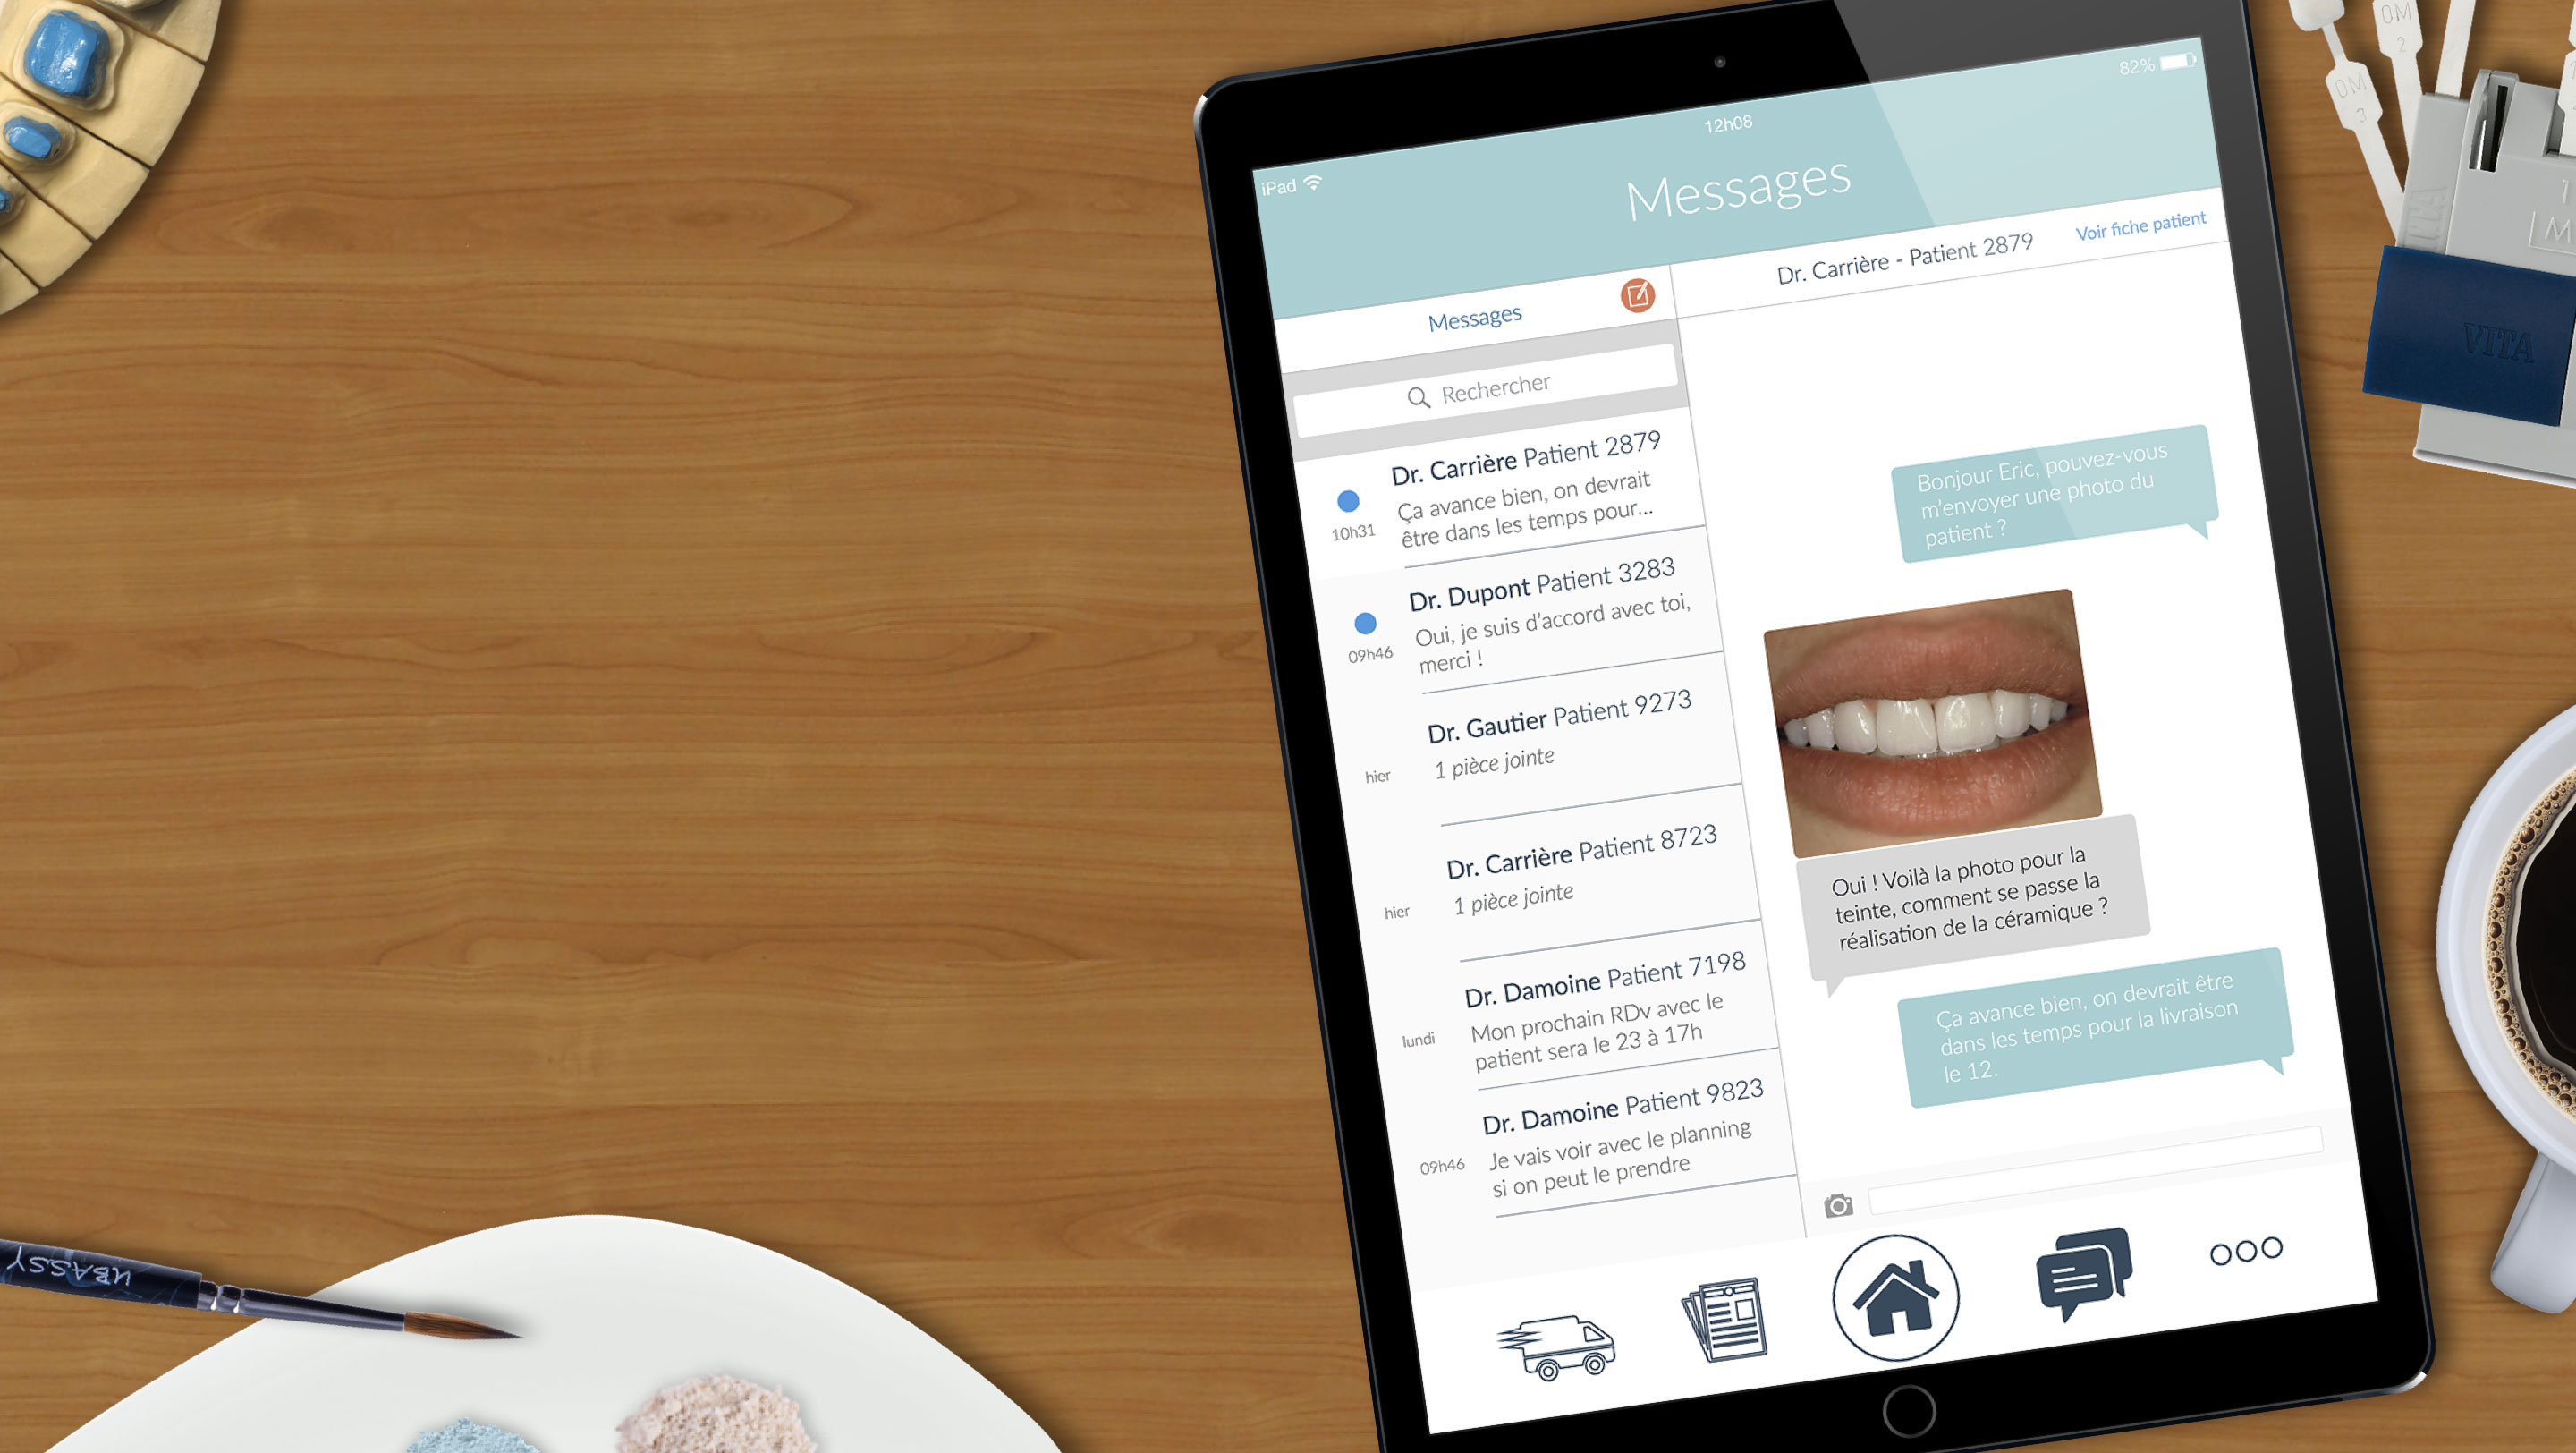 12h08
82%
iPad
Messages
Messages
Rechercher
Dr. Carrière Patient 2879
Ça avance bien, on devrait
être dans les temps pour...
10h31
Dr. Dupont Patient 3283
Oui, je suis d'accord avec toi,
merci !
09h46
Dr. Gautier Patient 9273
1 pièce jointe
hier
Dr. Carrière Patient 8723
1 pièce jointe
hier
Dr. Damoine Patient 7198
Mon prochain RDv avec le
patient sera le 23 à 17h
lundi
Dr. Damoine Patient 9823
Je vais voir avec le planning
si on peut le prendre
09h46
Dr. Carrière - Patient 2879
Voir fiche patient
Bonjour Eric, pouvez-vous
m'envoyer une photo du
patient ?
Oui ! Voilà la photo pour la
teinte, comment se passe la
réalisation de la céramique ?
Ça avance bien, on devrait être
dans les temps pour la livraison
le 12.
0M
2
0M
3
VITA
UBASSY